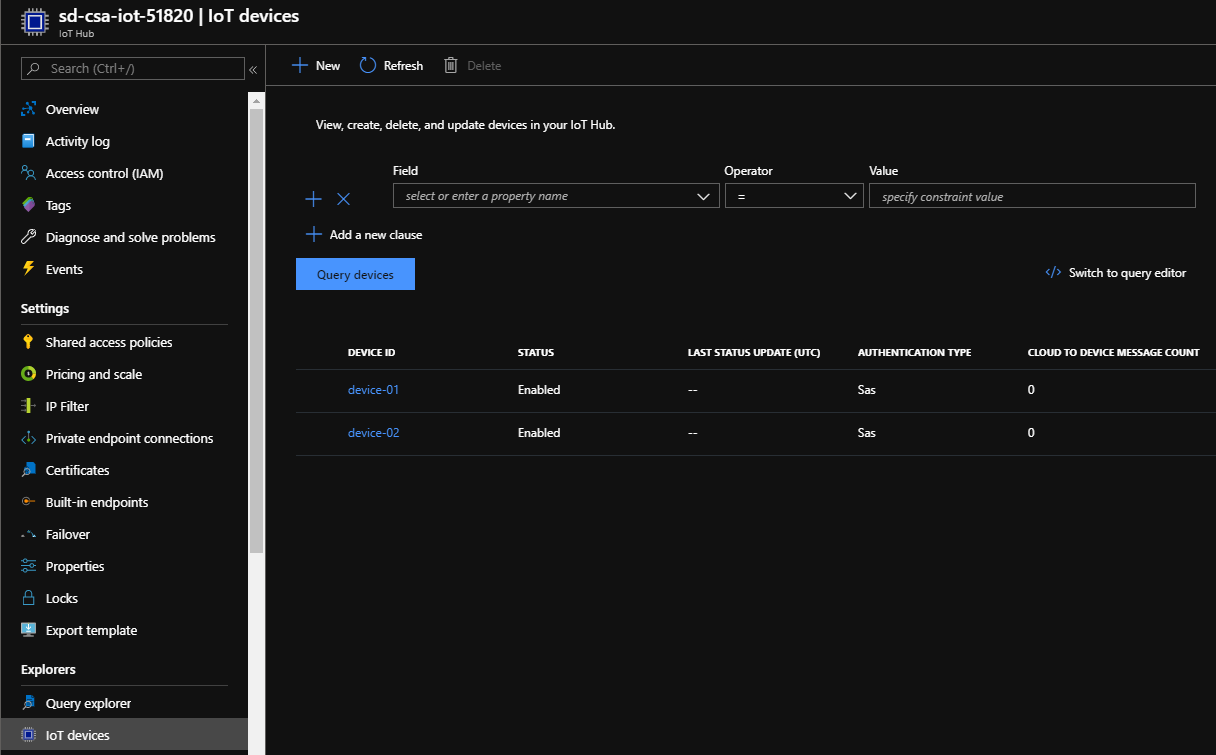 sd-csa-iot-51820 | IoT devices
IoT Hub
Search (Ctrl+/)
«
Overview
Activity log
Access control (IAM)
Tags
Diagnose and solve problems
Events
Settings
Shared access policies
Pricing and scale
IP Filter
Private endpoint connections
Certificates
Built-in endpoints
Failover
Properties
Locks
Export template
Explorers
Query explorer
IoT devices
New Refresh Delete
View, create, delete, and update devices in your IoT Hub.
Field Operator Value
select or enter a property name = specify constraint value
Add a new clause
Query devices
</> Switch to query editor
DEVICE ID STATUS LAST STATUS UPDATE (UTC) AUTHENTICATION TYPE CLOUD TO DEVICE MESSAGE COUNT
device-01 Enabled -- Sas 0
device-02 Enabled -- Sas 0